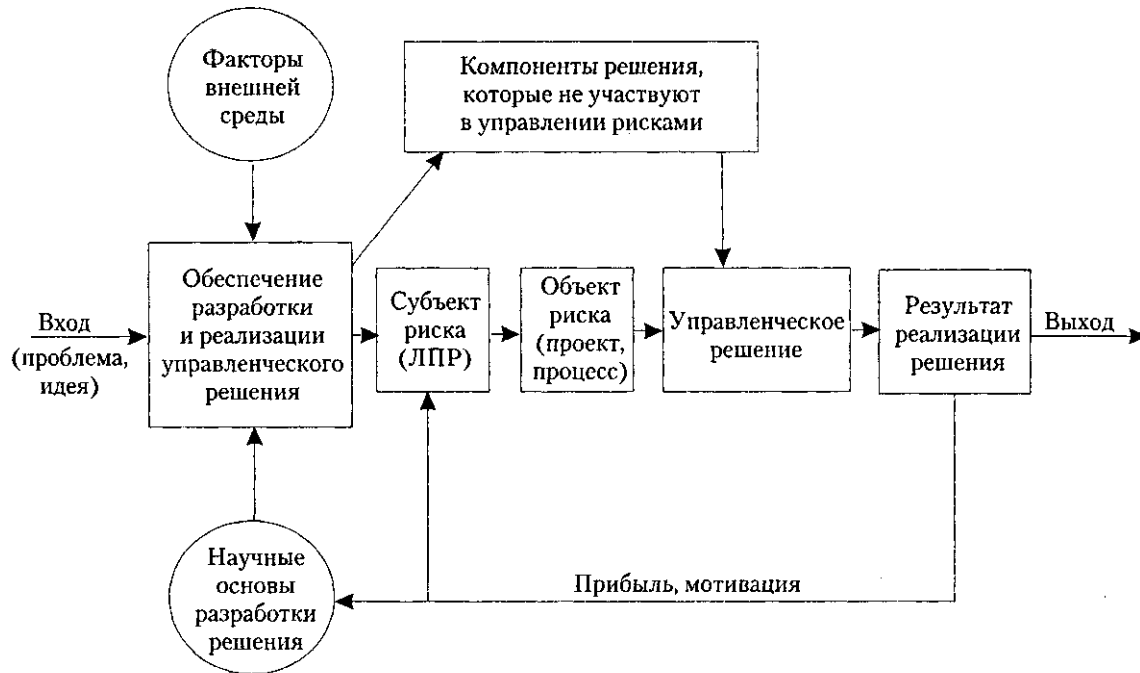 Факторы
внешней
среды
Компоненты решения,
которые не участвуют
в управлении рисками
Вход
(проблема,
идея)
Обеспечение
разработки
и реализации
управленческого
решения
Субъект
риска
(ЛПР)
Объект
риска
(проект,
процесс)
Управленческое
решение
Результат
реализации
решения
Выход
Научные
основы
разработки
решения
Прибыль, мотивация